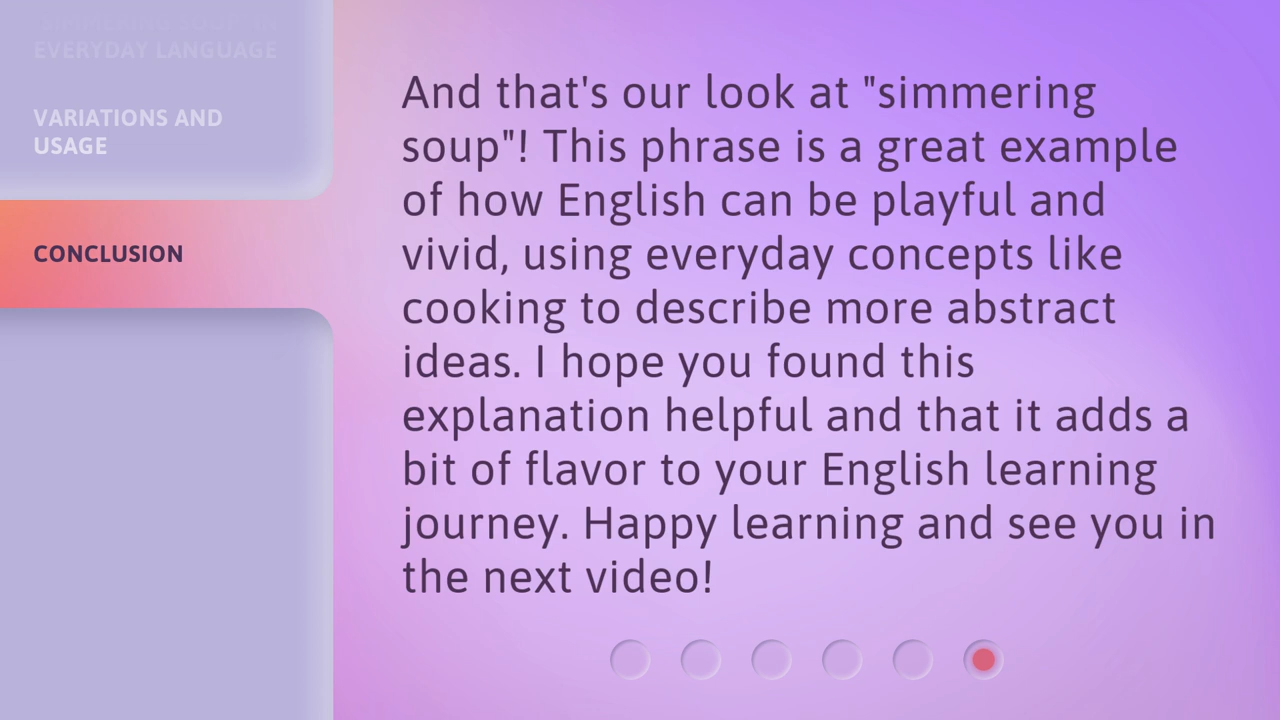 EVERYDAY LANGUAGE
VARIATIONS AND
USAGE
CONCLUSION
And that's our look at "simmering
soup"! This phrase is a great example
of how English can be playful and
vivid, using everyday concepts like
cooking to describe more abstract
ideas. I hope you found this
explanation helpful and that it adds a
bit of flavor to your English learning
journey. Happy learning and see you in
the next video!